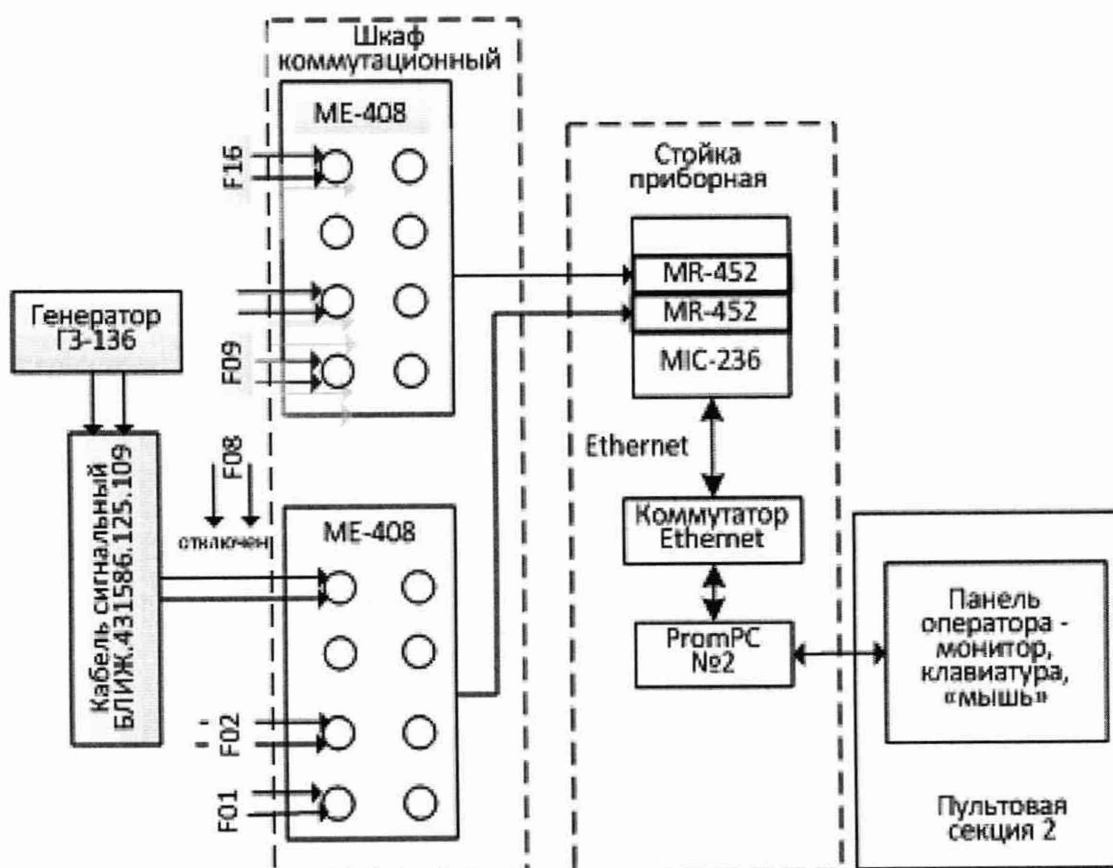 Шкаф
коммутационный
ME-408
F16
F09
Генератор
ГЗ-136
Кабель сигнальный
БЛИЖ.431586.125.109
F08
отключен
ME-408
F02
F01
Стойка
приборная
MR-452
MR-452
MIC-236
Ethernet
Коммутатор
Ethernet
PromPC
№2
Панель
оператора -
монитор,
клавиатура,
«мышь»
Пультовая
секция 2